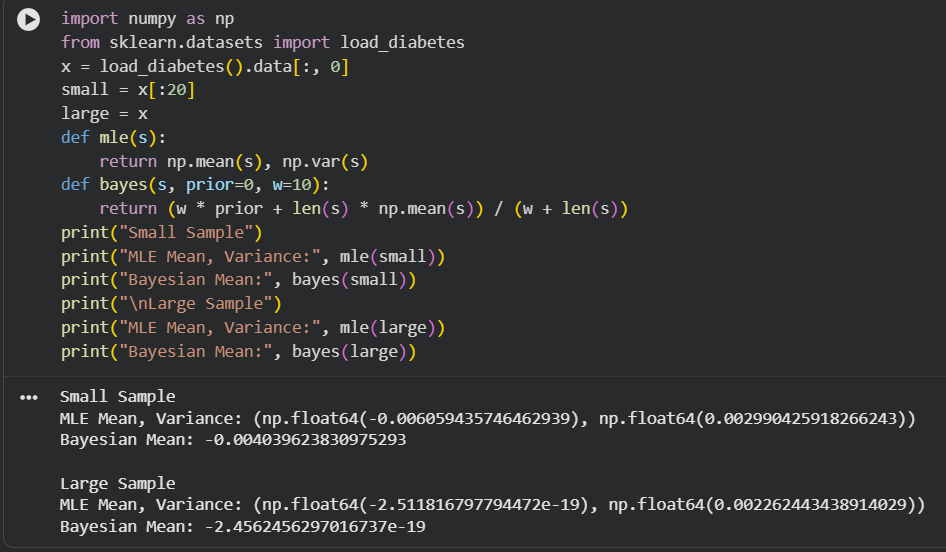 import numpy as np
from sklearn.datasets import load_diabetes
x = load_diabetes().data[:, 0]
small = x[:20]
large = x
def mle(s):
    return np.mean(s), np.var(s)
def bayes(s, prior=0, w=10):
    return (w * prior + len(s) * np.mean(s)) / (w + len(s))
print("Small Sample")
print("MLE Mean, Variance:", mle(small))
print("Bayesian Mean:", bayes(small))
print("\nLarge Sample")
print("MLE Mean, Variance:", mle(large))
print("Bayesian Mean:", bayes(large))
Small Sample
MLE Mean, Variance: (np.float64(-0.006059435746462939), np.float64(0.002990425918266243))
Bayesian Mean: -0.004039623830975293

Large Sample
MLE Mean, Variance: (np.float64(-2.511816797794472e-19), np.float64(0.002262443438914029))
Bayesian Mean: -2.4562456297016737e-19